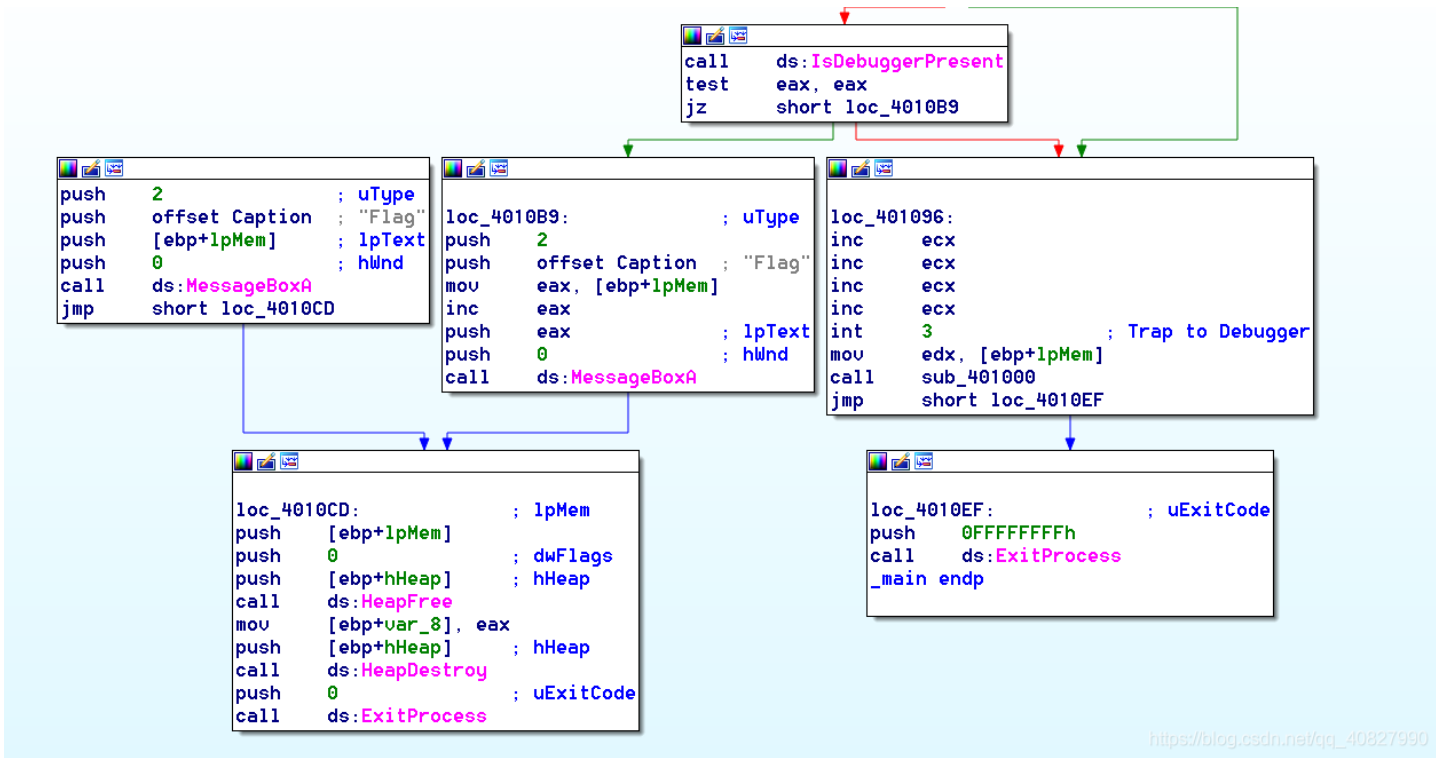 call ds:IsDebuggerPresent
test eax, eax
jz short loc_4010B9
push 2 ; uType
push offset Caption ; "Flag"
push [ebp+lpMem] ; lpText
push 0 ; hWnd
call ds:MessageBoxA
jmp short loc_4010CD
loc_4010B9: ; uType
push 2
push offset Caption ; "Flag"
mov eax, [ebp+lpMem]
inc eax
push eax ; lpText
push 0 ; hWnd
call ds:MessageBoxA
loc_401096:
inc ecx
inc ecx
inc ecx
inc ecx
int 3 ; Trap to Debugger
mov edx, [ebp+lpMem]
call sub_401000
jmp short loc_4010EF
loc_4010CD: ; lpMem
push [ebp+lpMem]
push 0 ; dwFlags
push [ebp+hHeap] ; hHeap
call ds:HeapFree
mov [ebp+var_8], eax
push [ebp+hHeap] ; hHeap
call ds:HeapDestroy
push 0 ; uExitCode
call ds:ExitProcess
loc_4010EF: ; uExitCode
push 0FFFFFFFFh
call ds:ExitProcess
_main endp
https://blog.csdn.net/qq_40827990